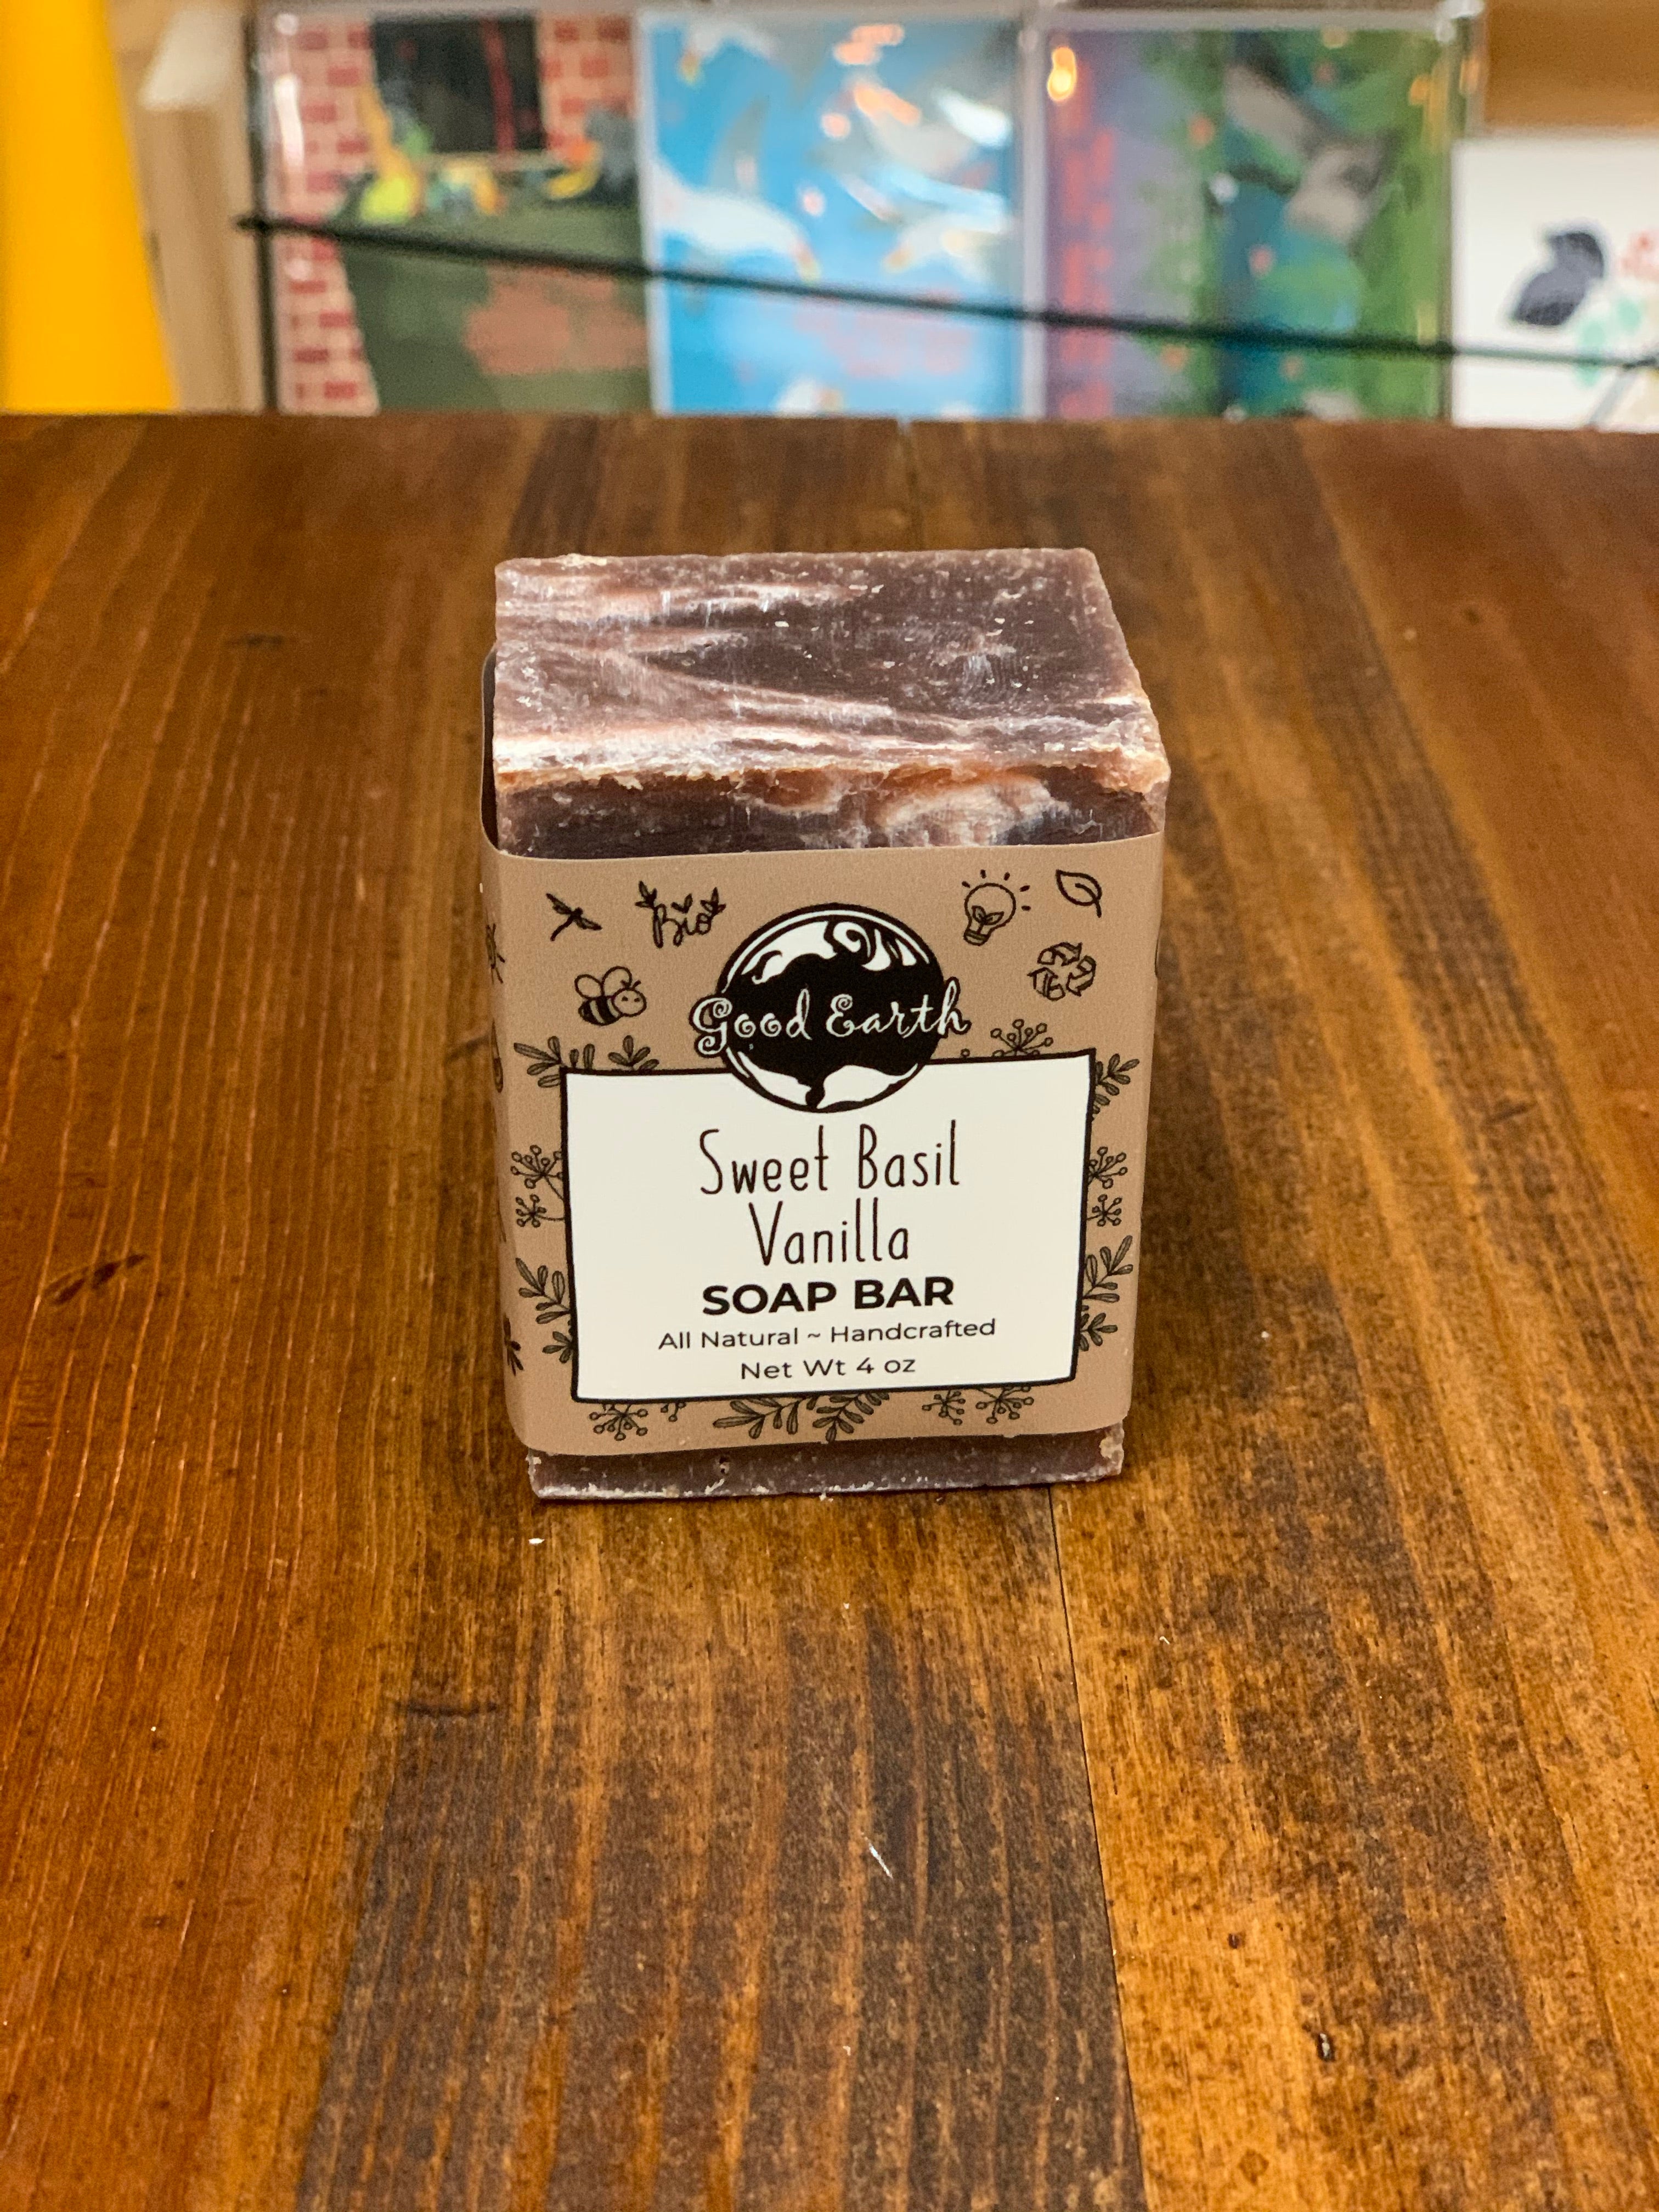 Bio
Good Earth
Sweet Basil
Vanilla
SOAP BAR
All Natural ~ Handcrafted
Net Wt 4 oz